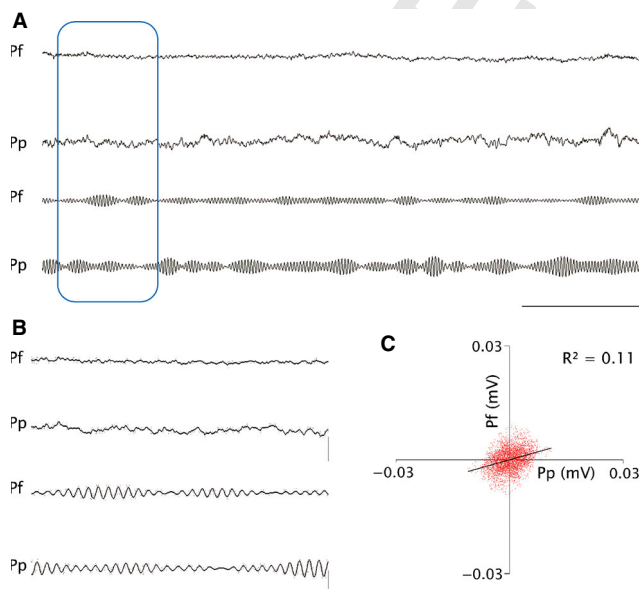 A
Pf
Pp
Pf
Pp
B
Pf
Pp
Pf
Pp
C
0.03
R² = 0.11
Pf (mV)
−0.03
Pp (mV)
0.03
−0.03